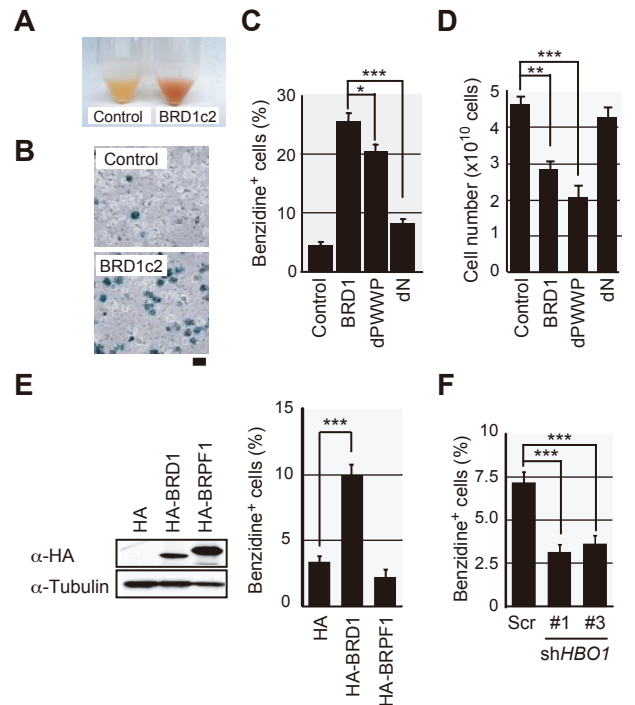 A
Control
BRD1c2
B
Control
BRD1c2
C
Benzidine+ cells (%)
30
20
10
0
***
*
Control
BRD1
dPWWP
dN
D
Cell number (x10^10 cells)
5
4
3
2
1
0
***
**
Control
BRD1
dPWWP
dN
E
HA
HA-BRD1
HA-BRPF1
α-HA
α-Tubulin
Benzidine+ cells (%)
15
10
5
0
***
HA
HA-BRD1
HA-BRPF1
F
Benzidine+ cells (%)
10
7.5
5.0
2.5
0
***
***
Scr
#1
#3
shHBO1